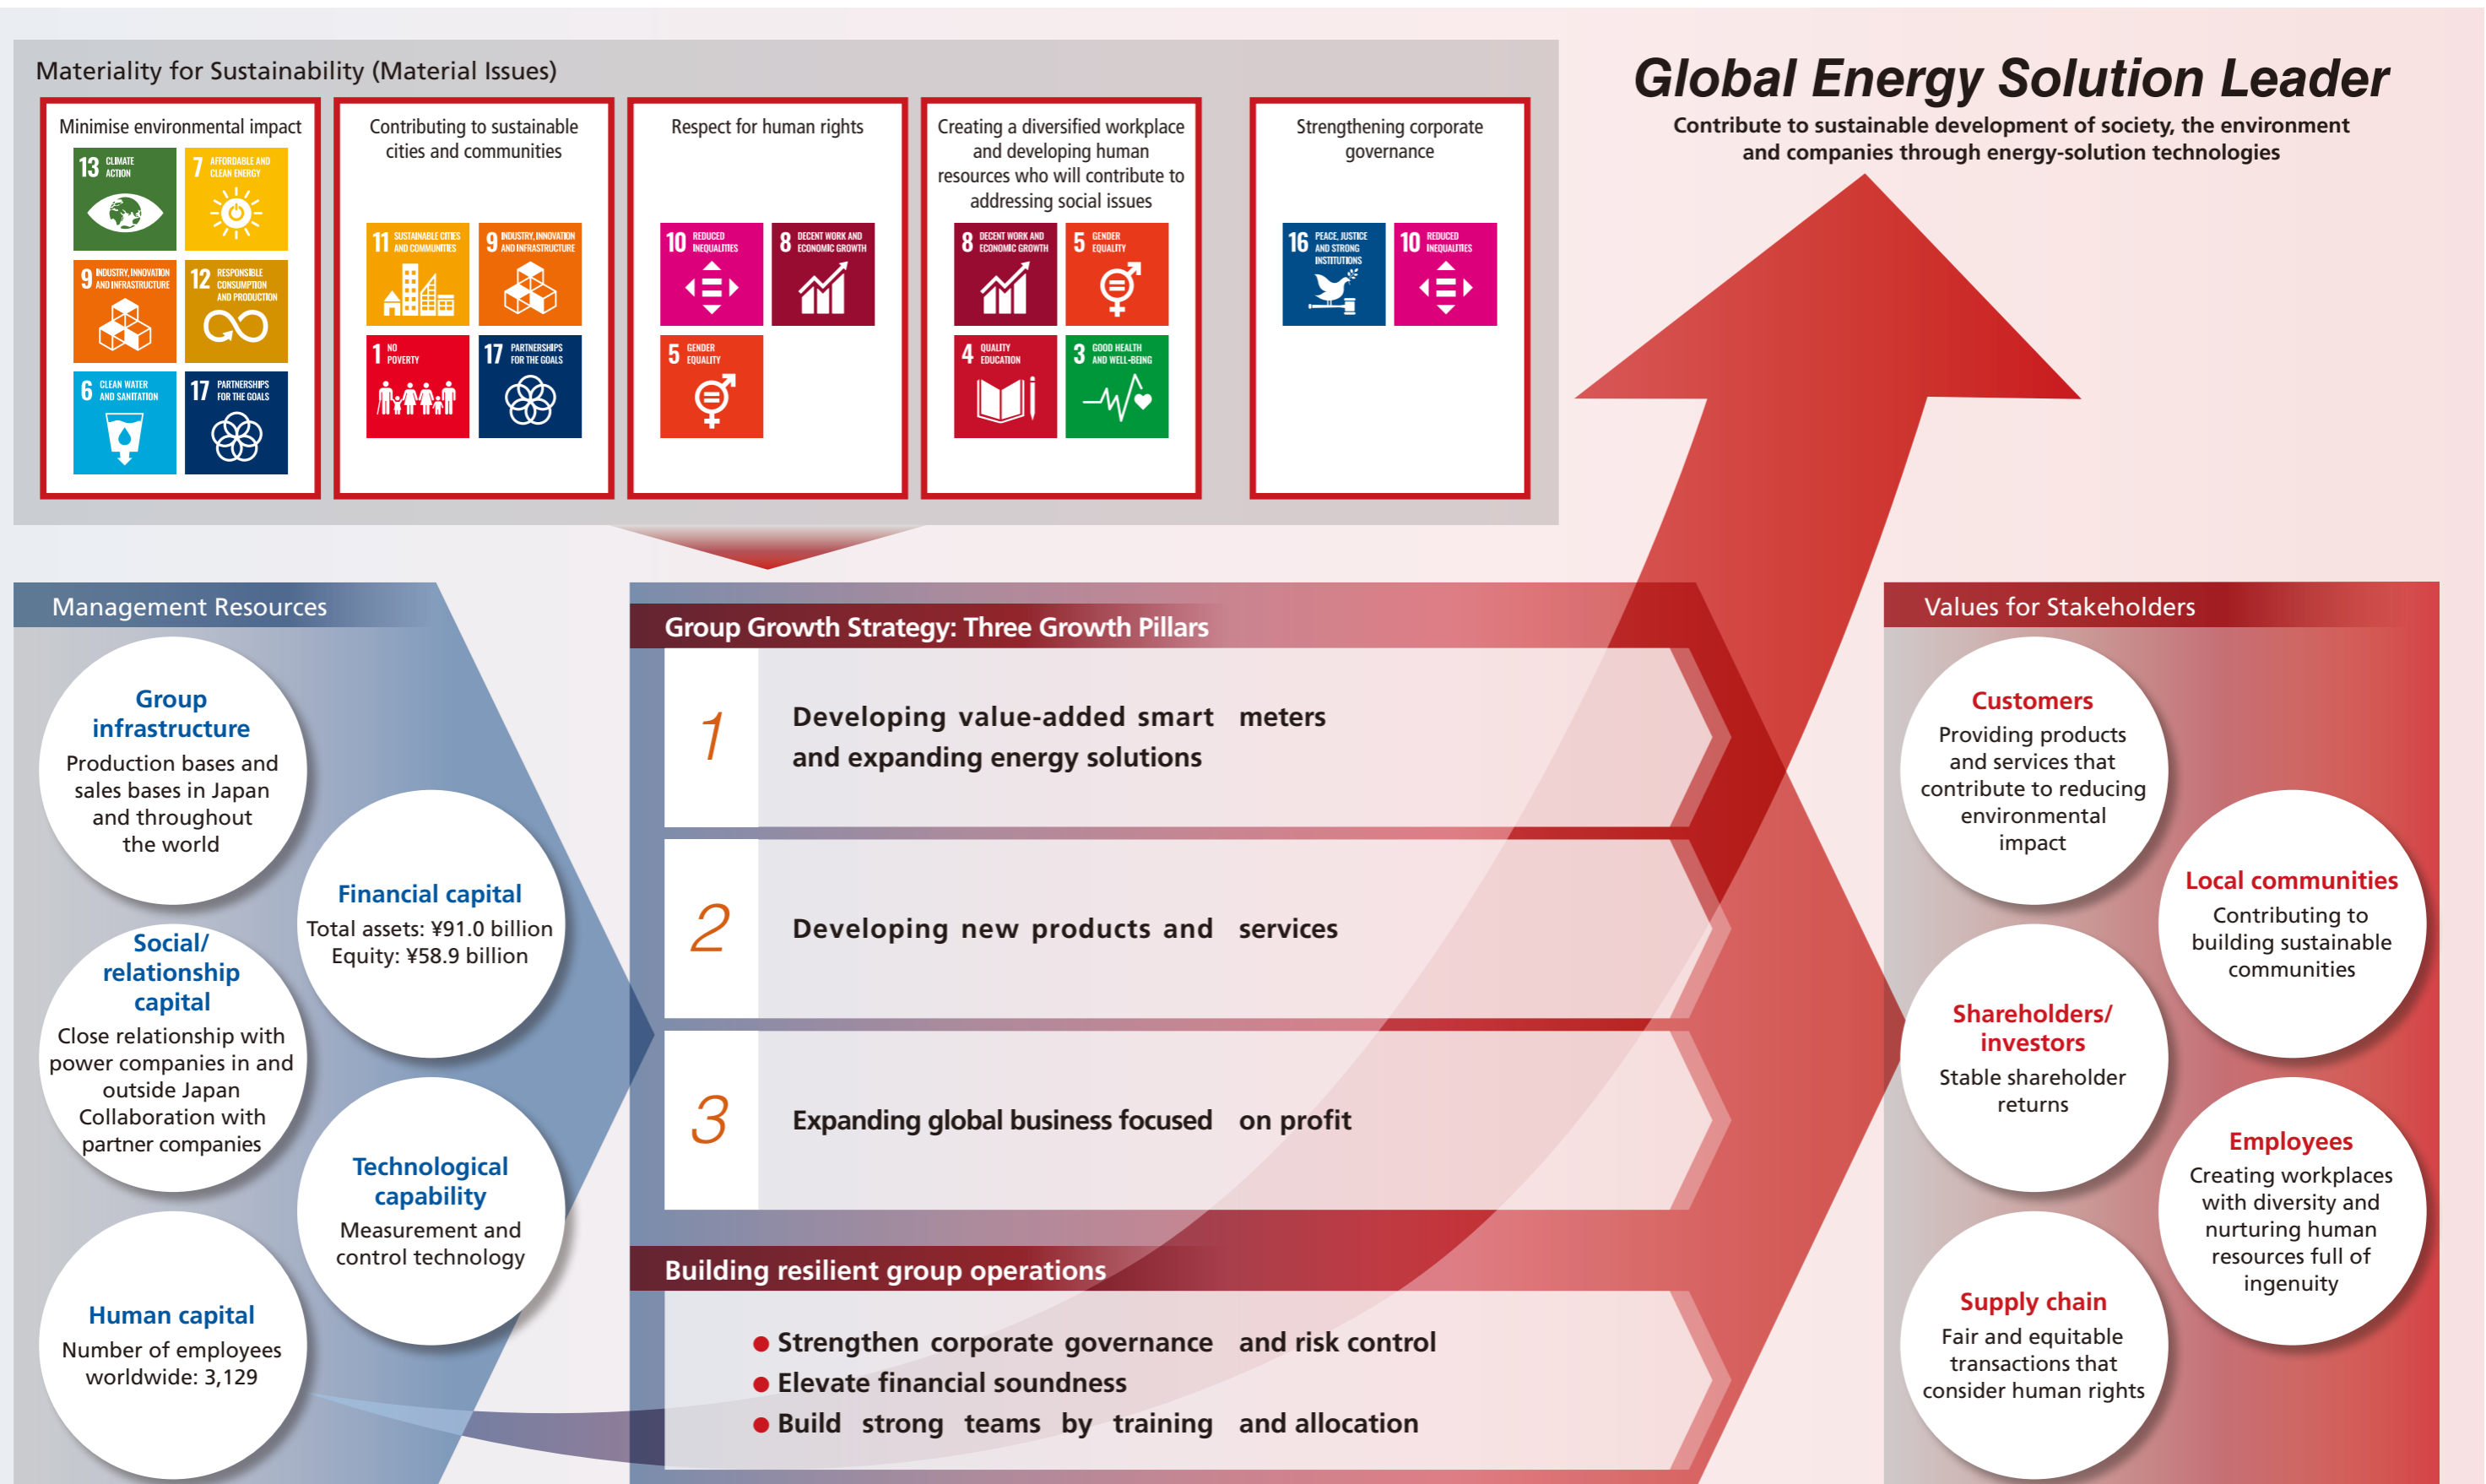 Materiality for Sustainability (Material Issues)
Minimise environmental impact
13 CLIMATE
ACTION
7 AFFORDABLE AND
CLEAN ENERGY
9 INDUSTRY, INNOVATION
AND INFRASTRUCTURE
12 RESPONSIBLE
CONSUMPTION
AND PRODUCTION
6 CLEAN WATER
AND SANITATION
17 PARTNERSHIPS
FOR THE GOALS
Contributing to sustainable
cities and communities
11 SUSTAINABLE CITIES
AND COMMUNITIES
9 INDUSTRY, INNOVATION
AND INFRASTRUCTURE
1 NO
POVERTY
17 PARTNERSHIPS
FOR THE GOALS
Respect for human rights
10 REDUCED
INEQUALITIES
8 DECENT WORK AND
ECONOMIC GROWTH
5 GENDER
EQUALITY
Creating a diversified workplace
and developing human
resources who will contribute to
addressing social issues
8 DECENT WORK AND
ECONOMIC GROWTH
5 GENDER
EQUALITY
4 QUALITY
EDUCATION
3 GOOD HEALTH
AND WELL-BEING
Strengthening corporate
governance
16 PEACE, JUSTICE
AND STRONG
INSTITUTIONS
10 REDUCED
INEQUALITIES
Global Energy Solution Leader
Contribute to sustainable development of society, the environment
and companies through energy-solution technologies
Management Resources
Group
infrastructure
Production bases and
sales bases in Japan
and throughout
the world
Financial capital
Total assets: ¥91.0 billion
Equity: ¥58.9 billion
Social/
relationship
capital
Close relationship with
power companies in and
outside Japan
Collaboration with
partner companies
Technological
capability
Measurement and
control technology
Human capital
Number of employees
worldwide: 3,129
Group Growth Strategy: Three Growth Pillars
1
Developing value-added smart meters
and expanding energy solutions
2
Developing new products and services
3
Expanding global business focused on profit
Building resilient group operations
● Strengthen corporate governance and risk control
● Elevate financial soundness
● Build strong teams by training and allocation
Values for Stakeholders
Customers
Providing products
and services that
contribute to reducing
environmental
impact
Local communities
Contributing to
building sustainable
communities
Shareholders/
investors
Stable shareholder
returns
Employees
Creating workplaces
with diversity and
nurturing human
resources full of
ingenuity
Supply chain
Fair and equitable
transactions that
consider human rights